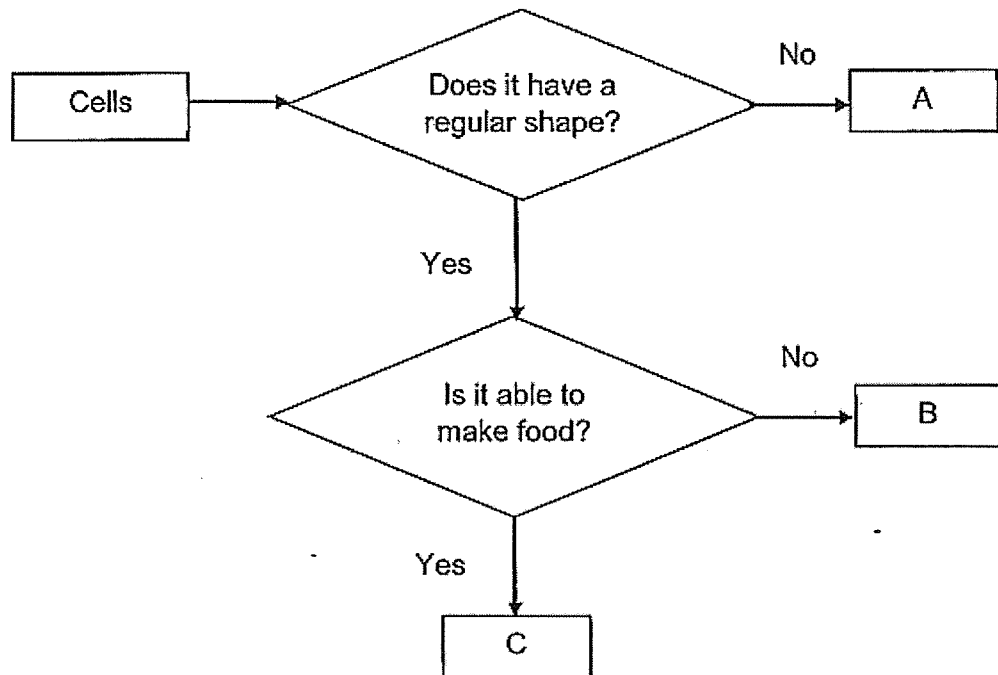 No
Cells
Does it have a
regular shape?
A
Yes
No
Is it able to
make food?
B
Yes
C